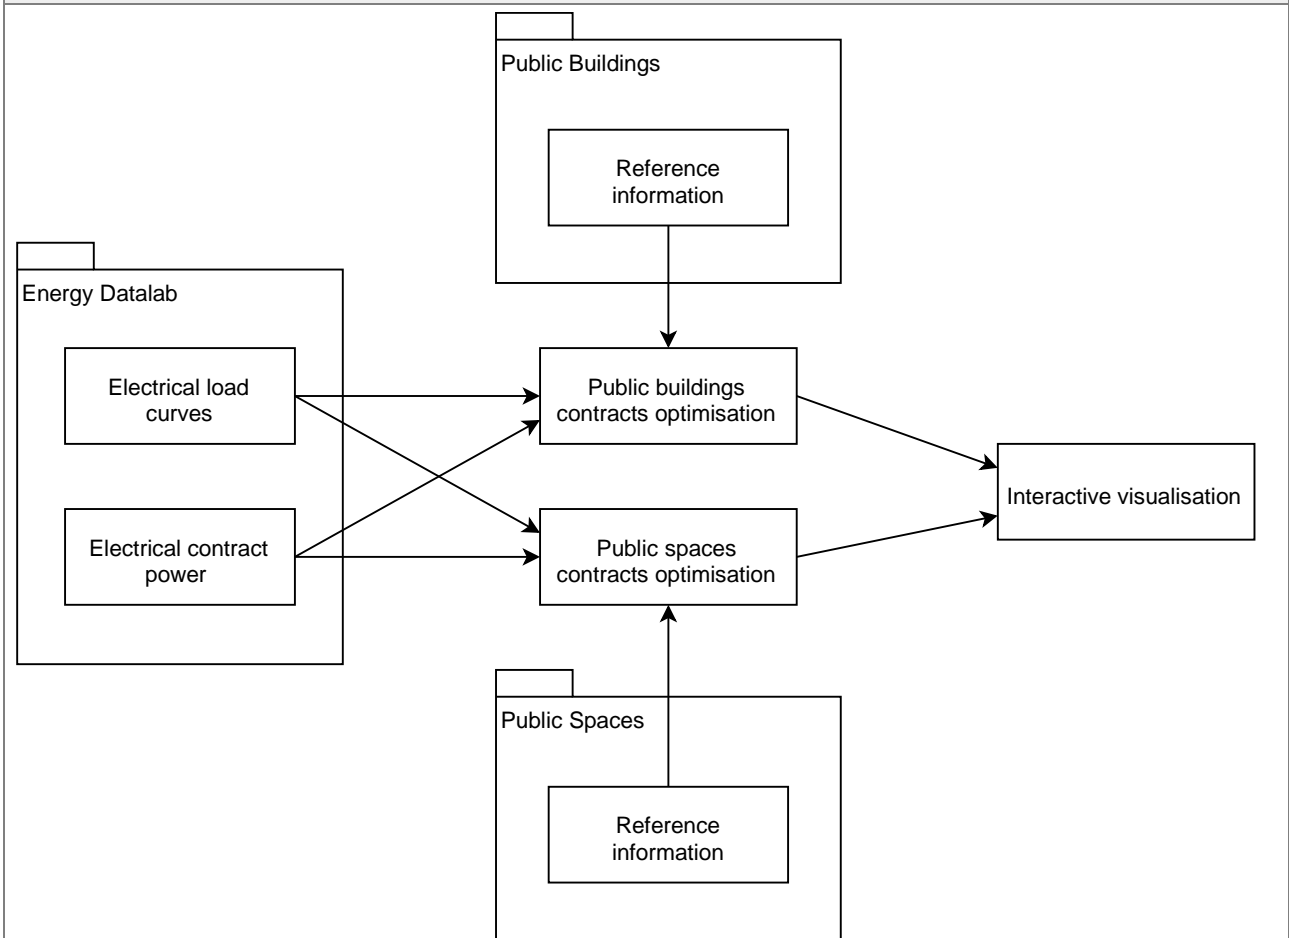 Public Buildings
Reference
information
Energy Datalab
Electrical load
curves
Public buildings
contracts optimisation
Interactive visualisation
Electrical contract
power
Public spaces
contracts optimisation
Public Spaces
Reference
information